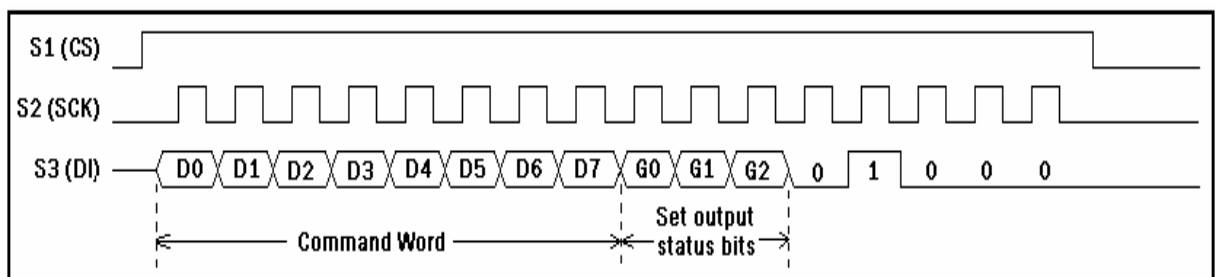 S1 (CS)
S2 (SCK)
S3 (DI) D0 D1 D2 D3 D4 D5 D6 D7 G0 G1 G2 0 1 0 0 0
Command Word
Set output
status bits